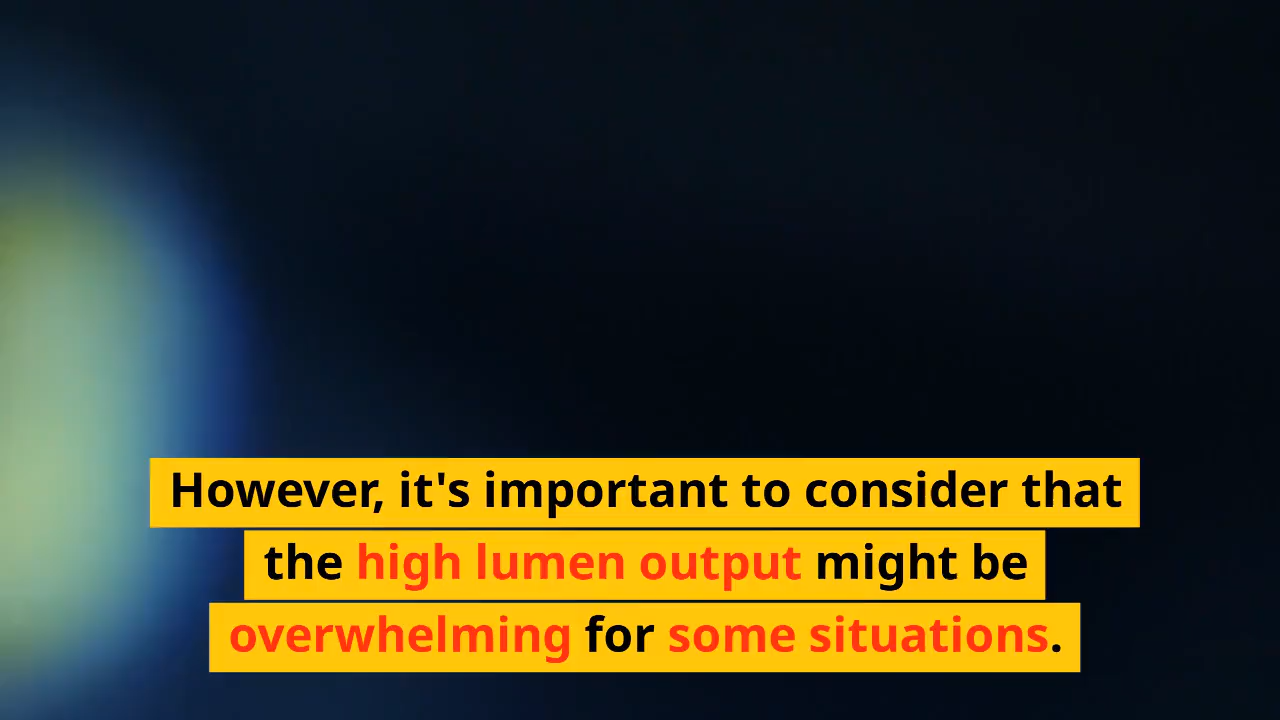 However, it's important to consider that
the high lumen output might be
overwhelming for some situations.